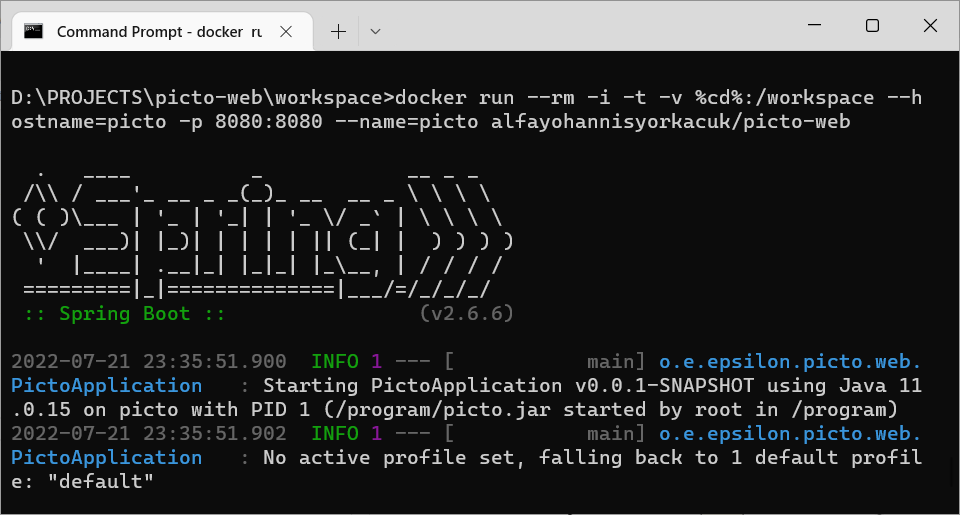 Command Prompt - docker  ru
D:\PROJECTS\picto-web\workspace>docker run --rm -i -t -v %cd%:/workspace --h
ostname=picto -p 8080:8080 --name=picto alfayohannisyorkacuk/picto-web
  .   ____          _            __ _ _
 /\\ / ___'_ __ _ _(_)_ __  __ _ \ \ \ \
( ( )\___ | '_ | '_| | '_ \/ _` | \ \ \ \
 \\/  ___)| |_)| | | | | || (_| |  ) ) ) )
  '  |____| .__|_| |_|_| |_\__, | / / / /
 =========|_|==============|___/=/_/_/_/
 :: Spring Boot ::                (v2.6.6)
2022-07-21 23:35:51.900  INFO 1 --- [           main] o.e.epsilon.picto.web.
PictoApplication   : Starting PictoApplication v0.0.1-SNAPSHOT using Java 11
.0.15 on picto with PID 1 (/program/picto.jar started by root in /program)
2022-07-21 23:35:51.902  INFO 1 --- [           main] o.e.epsilon.picto.web.
PictoApplication   : No active profile set, falling back to 1 default profil
e: "default"